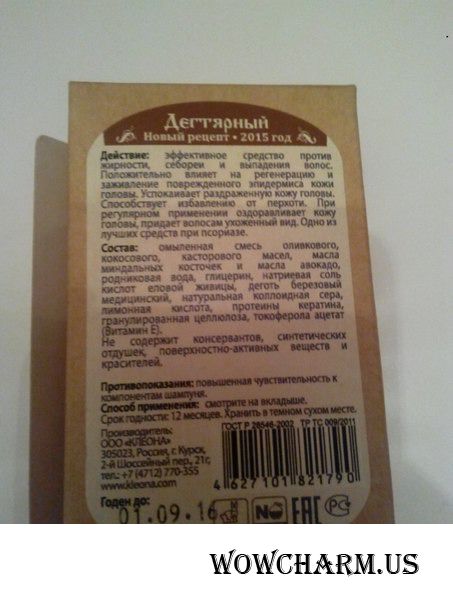 Дегтярный
Новый рецепт • 2015 год
Действие: эффективное средство против
жирности, себореи и выпадения волос.
Положительно влияет на регенерацию и
заживление поврежденного эпидермиса кожи
головы. Успокаивает раздраженную кожу головы.
Способствует избавлению от перхоти. При
регулярном применении оздоравливает кожу
головы, придает волосам ухоженный вид. Одно из
лучших средств при псориазе.
Состав: омыленная смесь оливкового,
кокосового, касторового масел, масла
миндальных косточек и масла авокадо,
родниковая вода, глицерин, натриевая соль
кислот еловой живицы, деготь березовый
медицинский, натуральная коллоидная сера,
лимонная кислота, протеины кератина,
гранулированная целлюлоза, токоферола ацетат
(Витамин Е).
Не содержит консервантов, синтетических
отдушек, поверхностно-активных веществ и
красителей.
Противопоказания: повышенная чувствительность к
компонентам шампуня.
Способ применения: смотрите на вкладыше.
Срок годности: 12 месяцев. Хранить в темном сухом месте.
Производитель:
ООО «КЛЕОНА»
305023, Россия, г. Курск,
2-й Шоссейный пер., 21г,
тел.: +7 (4712) 770-355
www.kleona.com
ГОСТ Р 28546-2002 ТР ТС 009/2011
4 627101 821790
Годен до:
01.09.16
EAC
РС
WOWCHARM.US